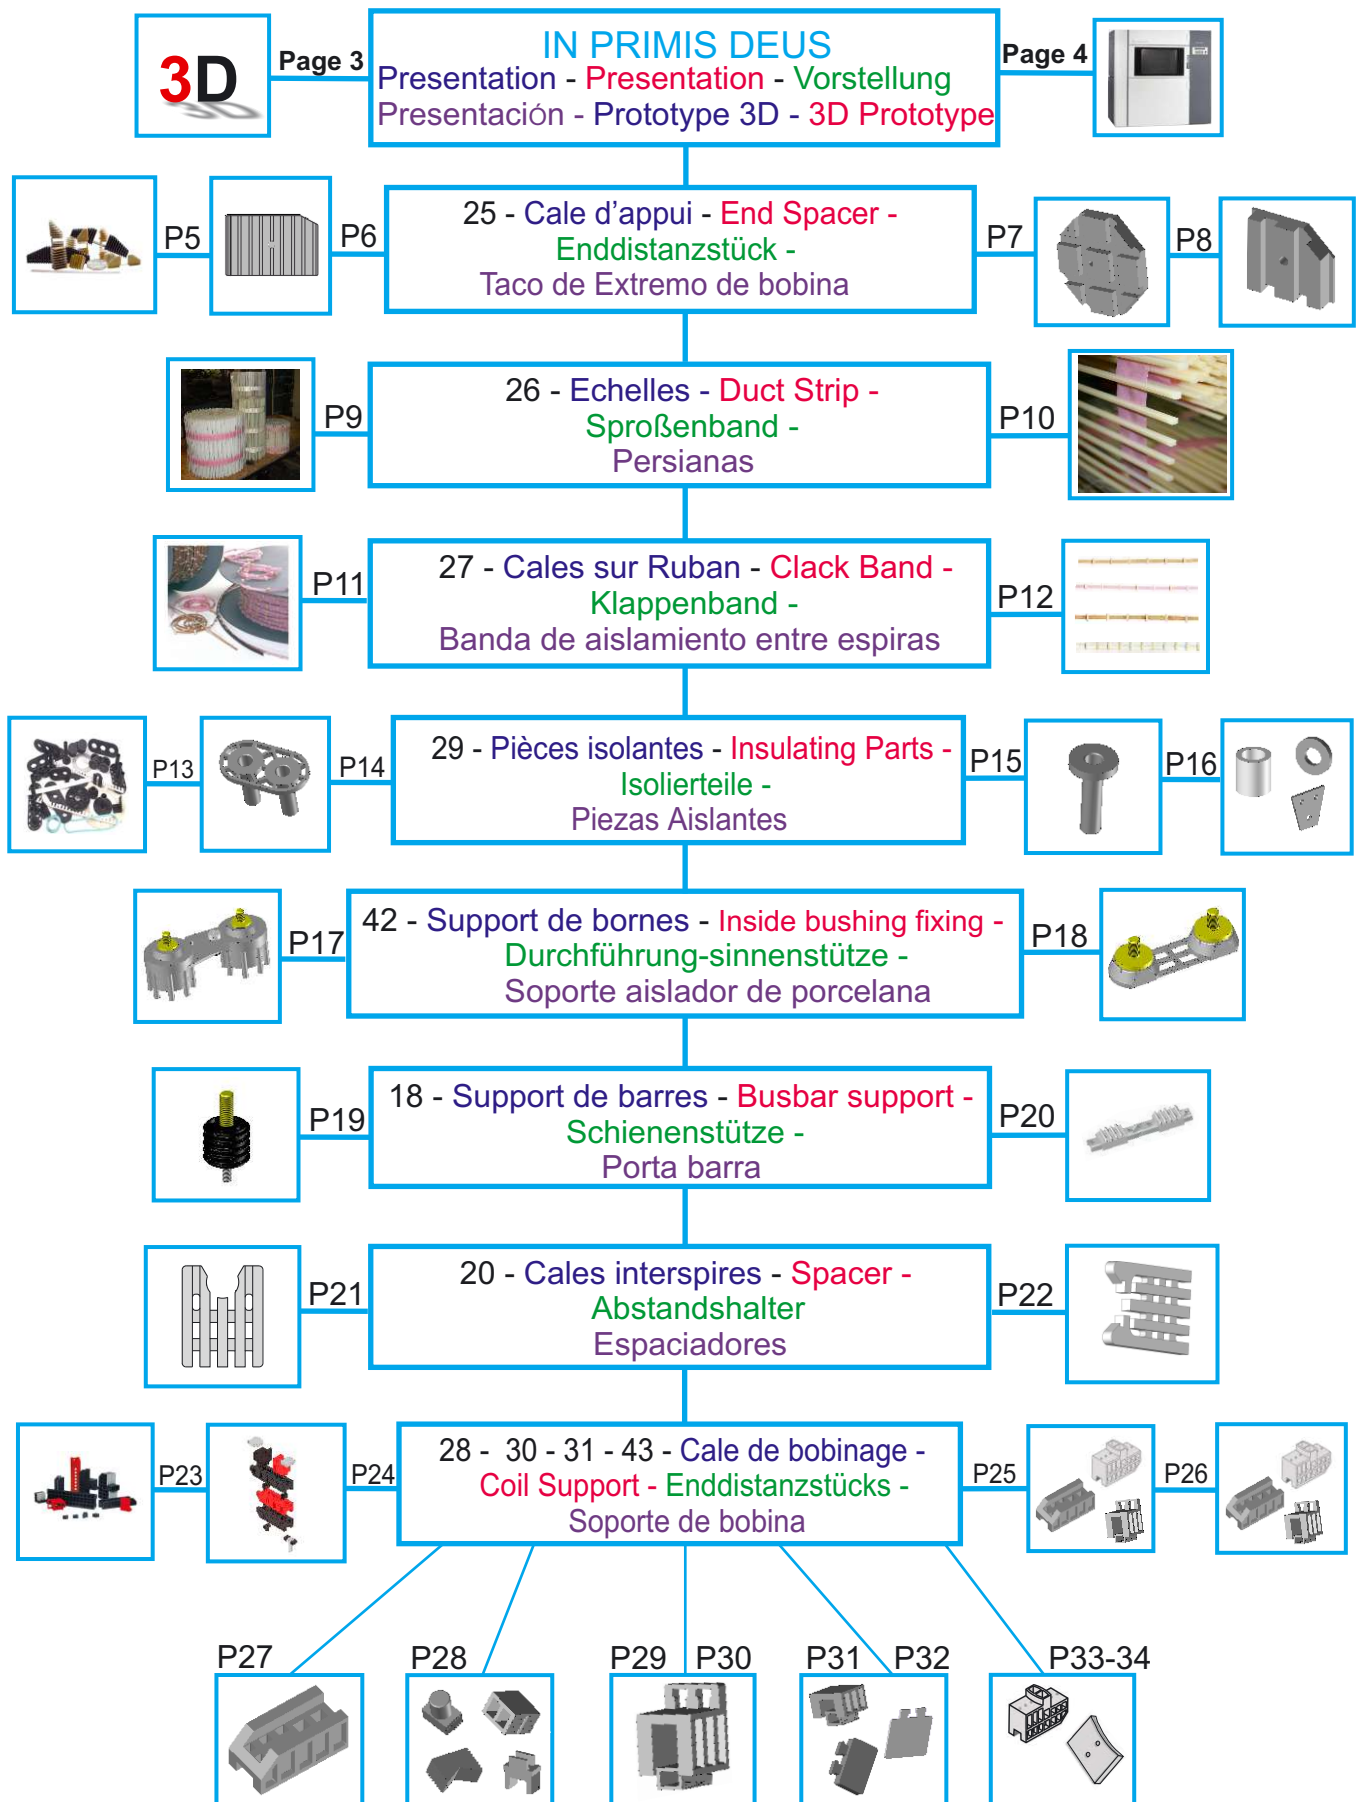 3D
Page 3
IN PRIMIS DEUS
Presentation - Presentation - Vorstellung
Presentación - Prototype 3D - 3D Prototype
Page 4
P5
P6
25 - Cale d'appui - End Spacer -
Enddistanzstück -
Taco de Extremo de bobina
P7
P8
P9
26 - Echelles - Duct Strip -
Sproßenband -
Persianas
P10
P11
27 - Cales sur Ruban - Clack Band -
Klappenband -
Banda de aislamiento entre espiras
P12
P13
P14
29 - Pièces isolantes - Insulating Parts -
Isolierteile -
Piezas Aislantes
P15
P16
P17
42 - Support de bornes - Inside bushing fixing -
Durchführung-sinnenstütze -
Soporte aislador de porcelana
P18
P19
18 - Support de barres - Busbar support -
Schienenstütze -
Porta barra
P20
P21
20 - Cales interspires - Spacer -
Abstandshalter
Espaciadores
P22
P23
P24
28 - 30 - 31 - 43 - Cale de bobinage -
Coil Support - Enddistanzstücks -
Soporte de bobina
P25
P26
P27
P28
P29 P30
P31 P32
P33-34